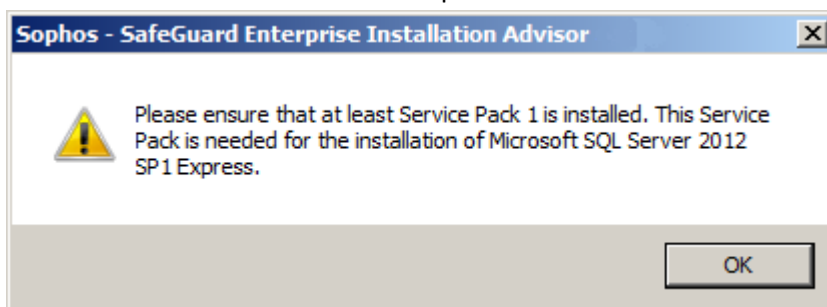 Sophos - SafeGuard Enterprise Installation Advisor
Please ensure that at least Service Pack 1 is installed. This Service
Pack is needed for the installation of Microsoft SQL Server 2012
SP1 Express.
OK